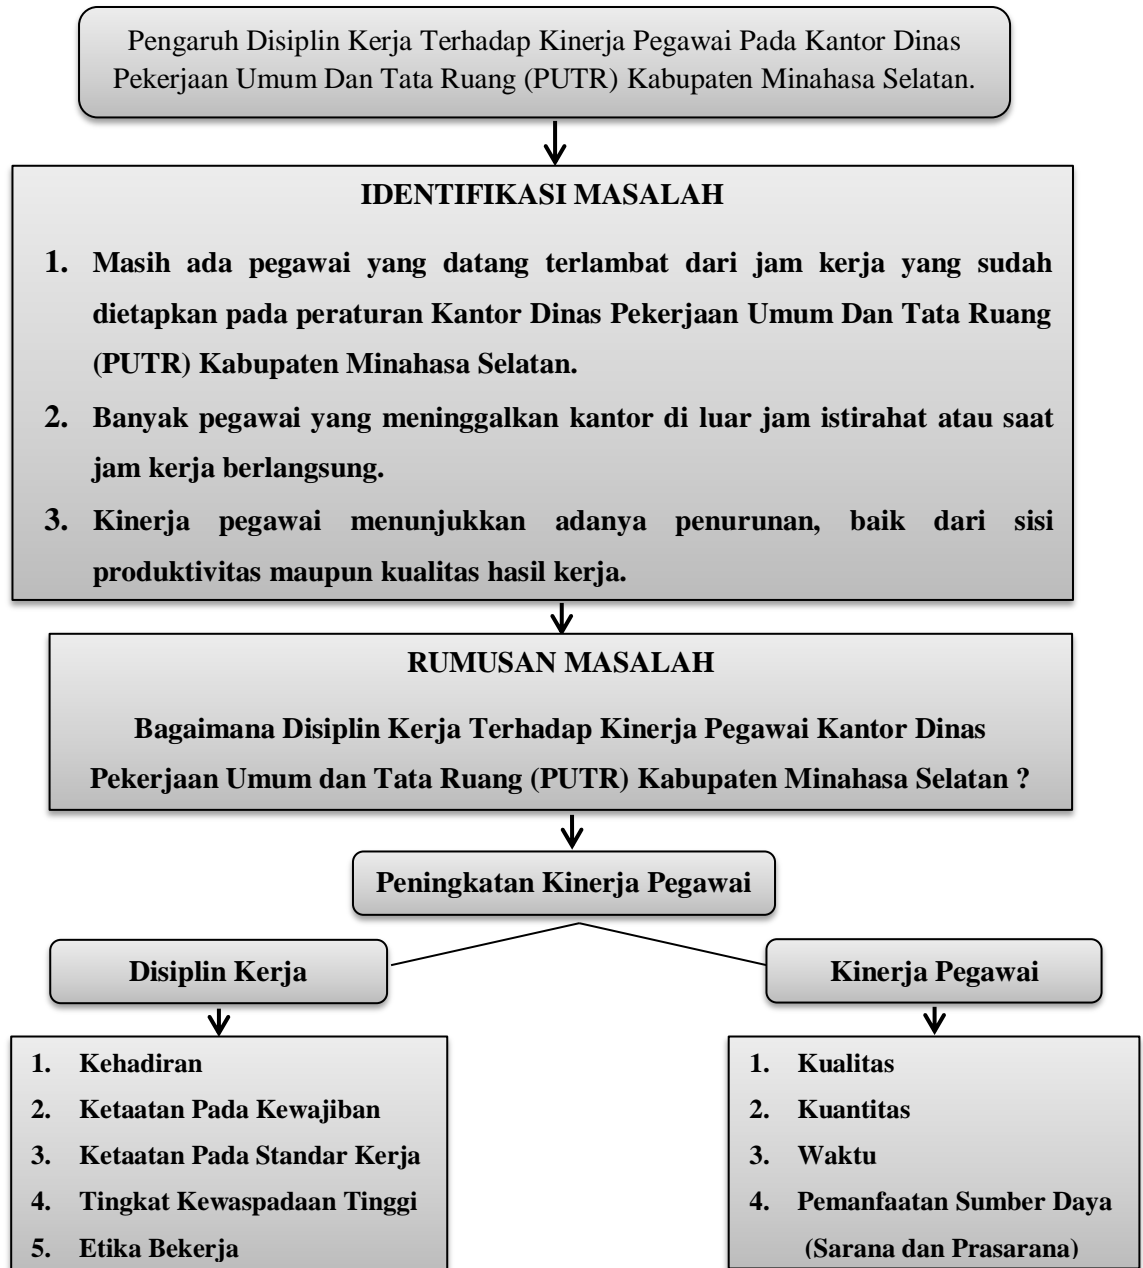 Pengaruh Disiplin Kerja Terhadap Kinerja Pegawai Pada Kantor Dinas
Pekerjaan Umum Dan Tata Ruang (PUTR) Kabupaten Minahasa Selatan.
IDENTIFIKASI MASALAH
1. Masih ada pegawai yang datang terlambat dari jam kerja yang sudah
dietapkan pada peraturan Kantor Dinas Pekerjaan Umum Dan Tata Ruang
(PUTR) Kabupaten Minahasa Selatan.
2. Banyak pegawai yang meninggalkan kantor di luar jam istirahat atau saat
jam kerja berlangsung.
3. Kinerja pegawai menunjukkan adanya penurunan, baik dari sisi
produktivitas maupun kualitas hasil kerja.
RUMUSAN MASALAH
Bagaimana Disiplin Kerja Terhadap Kinerja Pegawai Kantor Dinas
Pekerjaan Umum dan Tata Ruang (PUTR) Kabupaten Minahasa Selatan ?
Peningkatan Kinerja Pegawai
Disiplin Kerja
1. Kehadiran
2. Ketaatan Pada Kewajiban
3. Ketaatan Pada Standar Kerja
4. Tingkat Kewaspadaan Tinggi
5. Etika Bekerja
Kinerja Pegawai
1. Kualitas
2. Kuantitas
3. Waktu
4. Pemanfaatan Sumber Daya
(Sarana dan Prasarana)